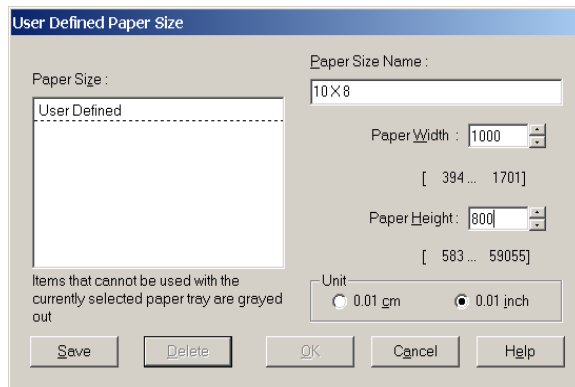 User Defined Paper Size
Paper Size :
User Defined
Items that cannot be used with the
currently selected paper tray are grayed
out
Paper Size Name :
10×8
Paper Width : 1000
[ 394 ... 1701]
Paper Height : 800
[ 583 ... 59055]
Unit
0.01 cm
0.01 inch
Save
Delete
OK
Cancel
Help